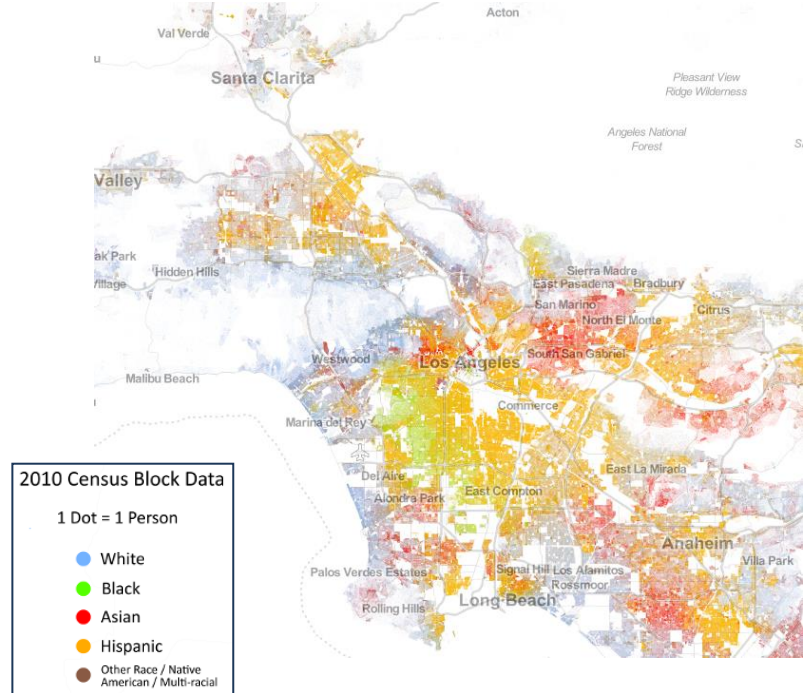 Acton
Val Verde
u
Santa Clarita
Pleasant View
Ridge Wilderness
Angeles National
Forest
S
Valley
ak Park
Hidden Hills
Village
Sierra Madre
East Pasadena
Bradbury
San Marino
Citrus
North El Monte
Westwood
South San Gabriel
Los Angeles
Malibu Beach
Commerce
Marina del Rey
Del Aire
East La Mirada
Alondra Park
East Compton
Anaheim
Villa Park
Palos Verdes Estates
Signal Hill
Los Alamitos
Rossmoor
Rolling Hills
Long Beach
2010 Census Block Data
1 Dot = 1 Person
White
Black
Asian
Hispanic
Other Race / Native
American / Multi-racial